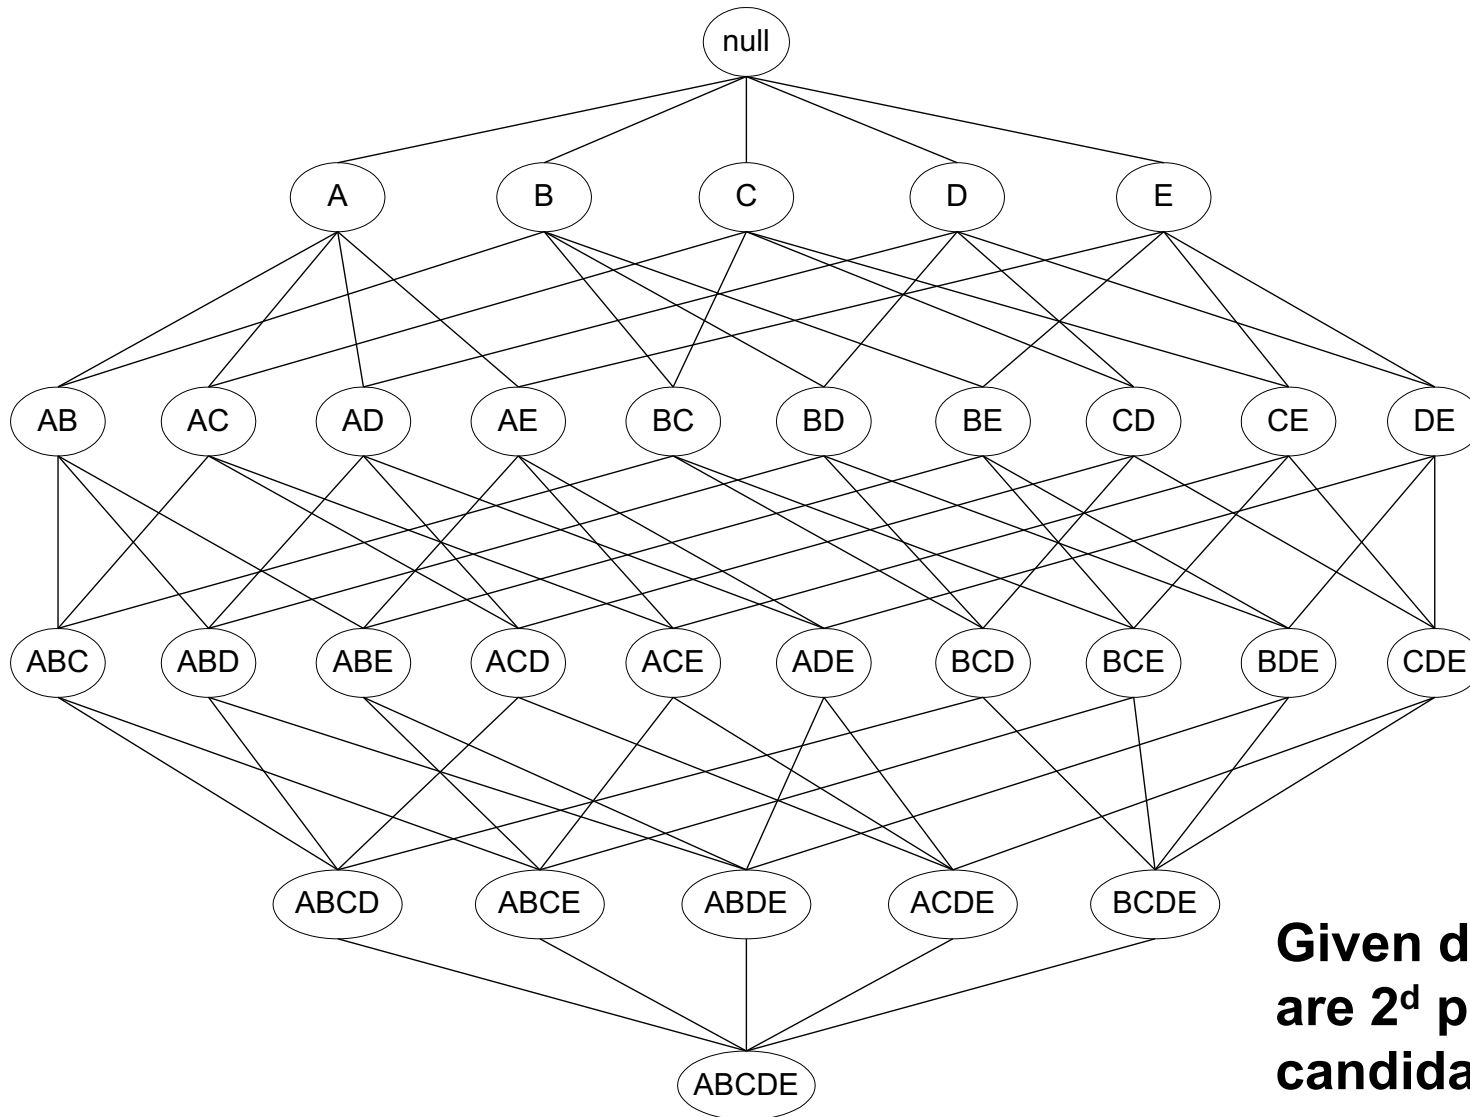 null
A B C D E
AB AC AD AE BC BD BE CD CE DE
ABC ABD ABE ACD ACE ADE BCD BCE BDE CDE
ABCD ABCE ABDE ACDE BCDE
Given d
are 2ᵈ p
candida
ABCDE